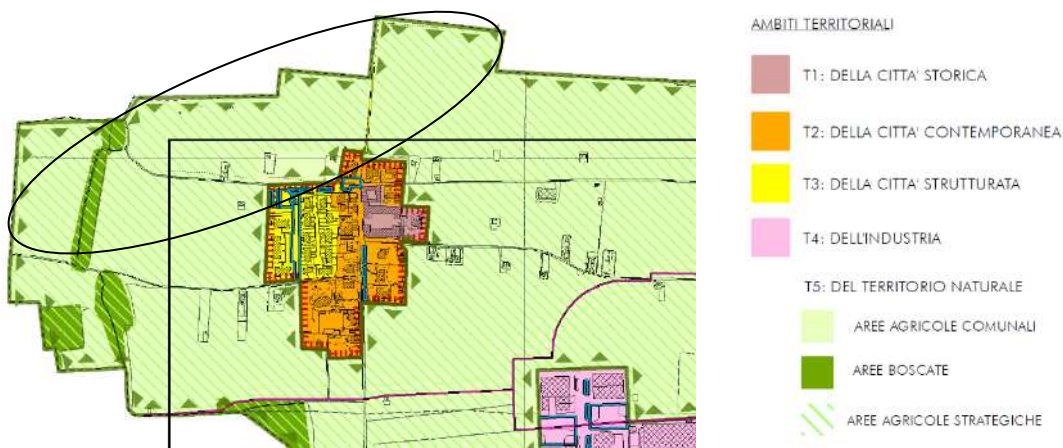 AMBITI TERRITORIALI
T1: DELLA CITTA' STORICA
T2: DELLA CITTA' CONTEMPORANEA
T3: DELLA CITTA' STRUTTURATA
T4: DELL'INDUSTRIA
T5: DEL TERRITORIO NATURALE
AREE AGRICOLE COMUNALI
AREE BOSCATE
AREE AGRICOLE STRATEGICHE